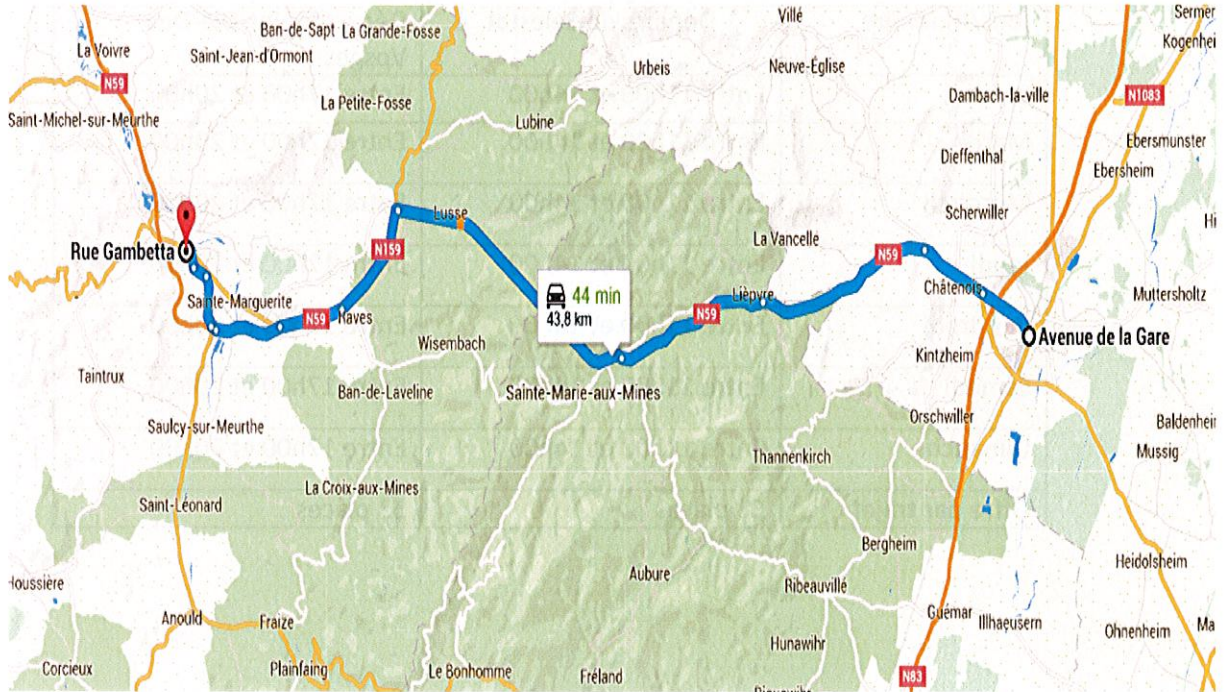 Ban-de-Sapt
La Grande-Fosse
Villé
Sermer
La Voivre
Saint-Jean-d'Ormont
Kogenhei
Urbeis
Neuve-Église
N59
N1083
La Petite-Fosse
Dambach-la-ville
Saint-Michel-sur-Meurthe
Lubine
Ebersmunster
Dieffenthal
Ebersheim
Lusse
Scherwiller
Hi
Rue Gambetta
N159
La Vancelle
N59
Châtenois
Muttersholtz
44 min
43,8 km
Lièpvre
Sainte-Marguerite
N59
Raves
N59
Avenue de la Gare
Wisembach
Kintzheim
Taintrux
Ban-de-Laveline
Sainte-Marie-aux-Mines
Orschwiller
Baldenhei
Saulcy-sur-Meurthe
Mussig
Thannenkirch
La Croix-aux-Mines
Saint-Léonard
Bergheim
Heidolsheim
Houssière
Aubure
Ribeauvillé
Anould
Fraize
Guémar
Illhaeusern
Ohnenheim
Ma
Hunawihr
Corcieux
Plainfaing
Le Bonhomme
Fréland
N83